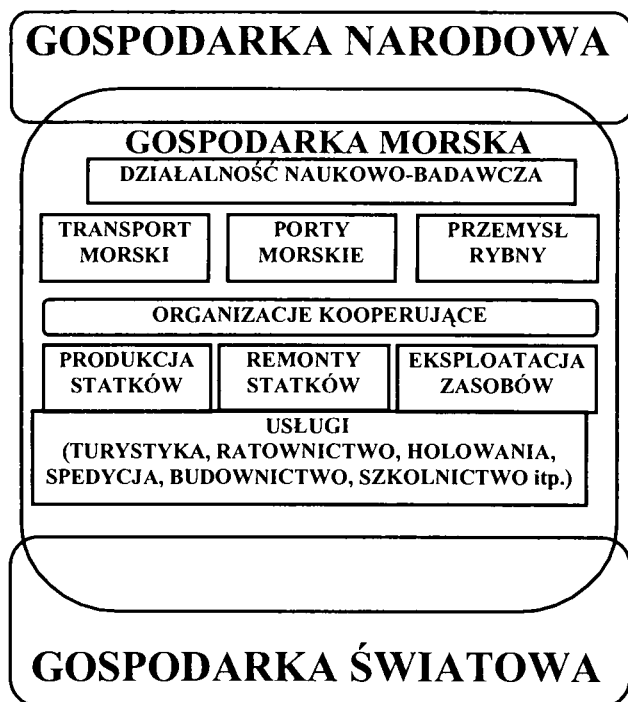 GOSPODARKA NARODOWA
GOSPODARKA MORSKA
DZIAŁALNOŚĆ NAUKOWO-BADAWCZA
TRANSPORT
MORSKI
PORTY
MORSKIE
PRZEMYSŁ
RYBNY
ORGANIZACJE KOOPERUJĄCE
PRODUKCJA
STATKÓW
REMONTY
STATKÓW
EKSPLOATACJA
ZASOBÓW
USŁUGI
(TURYSTYKA, RATOWNICTWO, HOLOWANIA,
SPEDYCJA, BUDOWNICTWO, SZKOLNICTWO itp.)
GOSPODARKA ŚWIATOWA